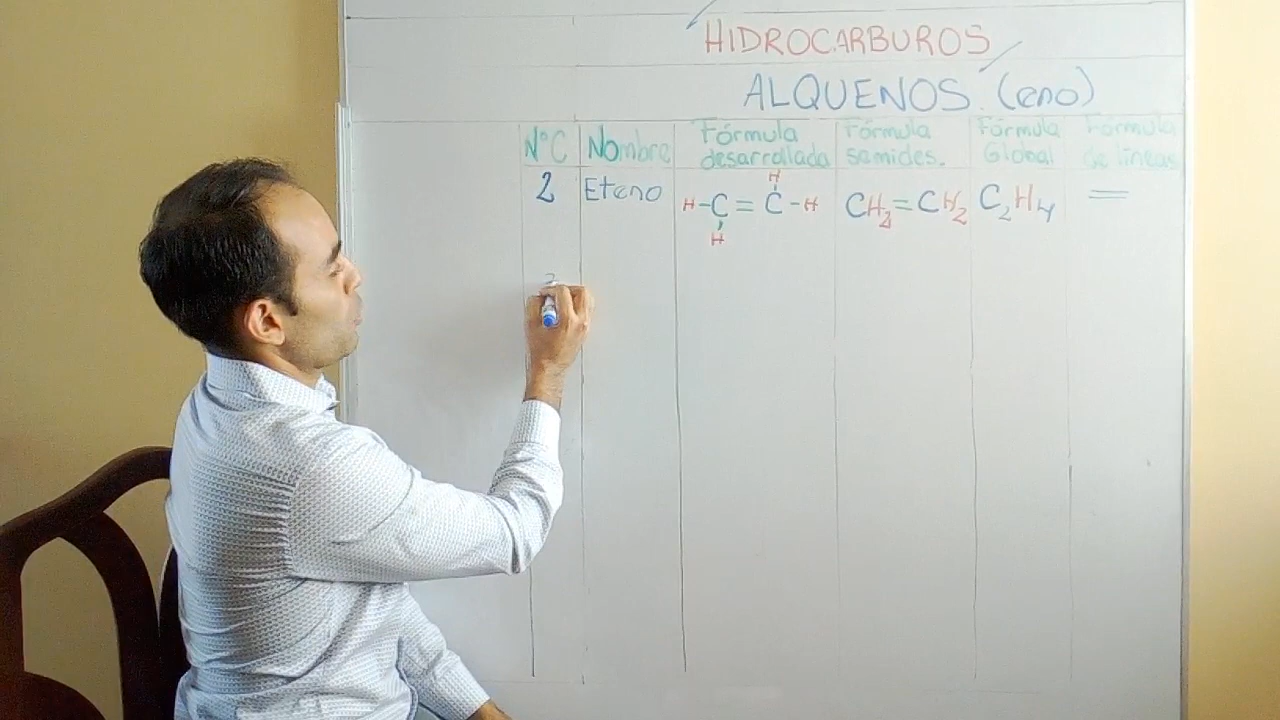 HIDROCARBUROS
ALQUENOS. (eno)
N°C Nombre Fórmula desarrollada Fórmula semides. Fórmula Global Fórmula de líneas
2 Eteno H-C=C-H CH2=CH2 C2H4 =
H
H